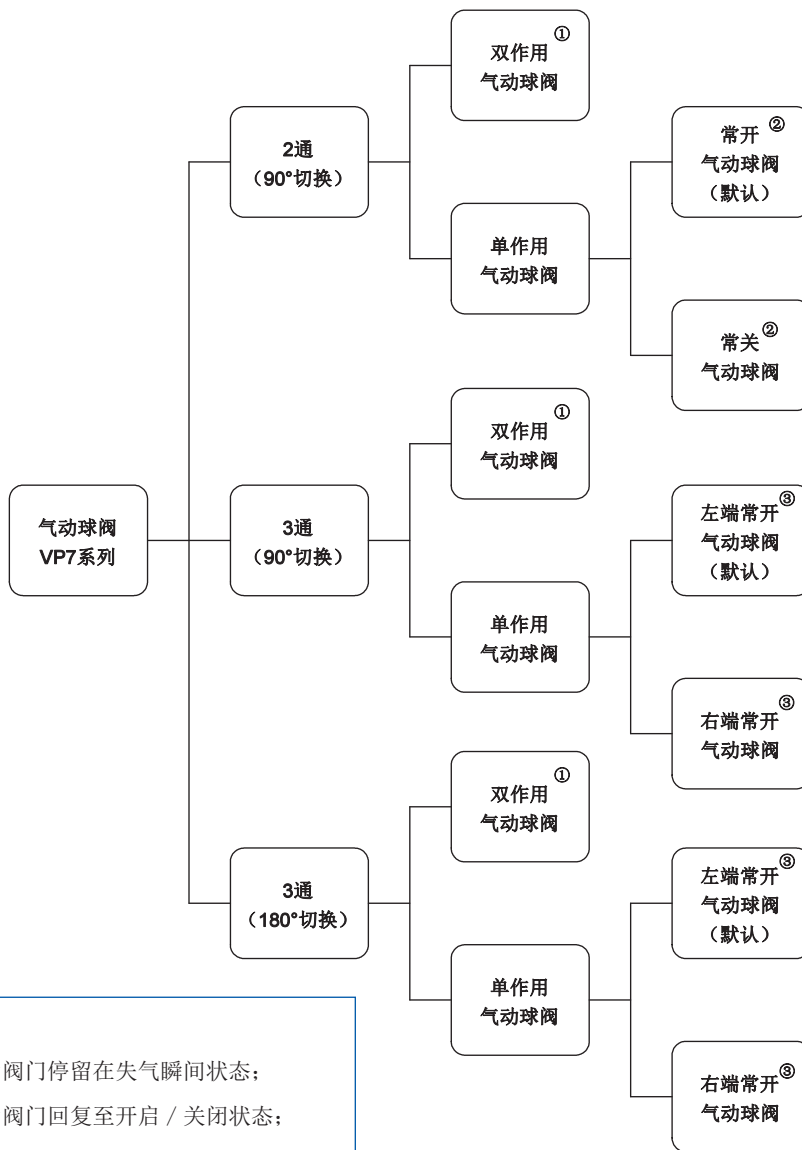 双作用①
气动球阀
2通
（90°切换）
常开②
气动球阀
（默认）
单作用
气动球阀
常关②
气动球阀
双作用①
气动球阀
气动球阀
VP7系列
3通
（90°切换）
左端常开③
气动球阀
（默认）
单作用
气动球阀
右端常开③
气动球阀
双作用①
气动球阀
3通
（180°切换）
左端常开③
气动球阀
（默认）
单作用
气动球阀
右端常开③
气动球阀
阀门停留在失气瞬间状态；
阀门回复至开启 / 关闭状态；